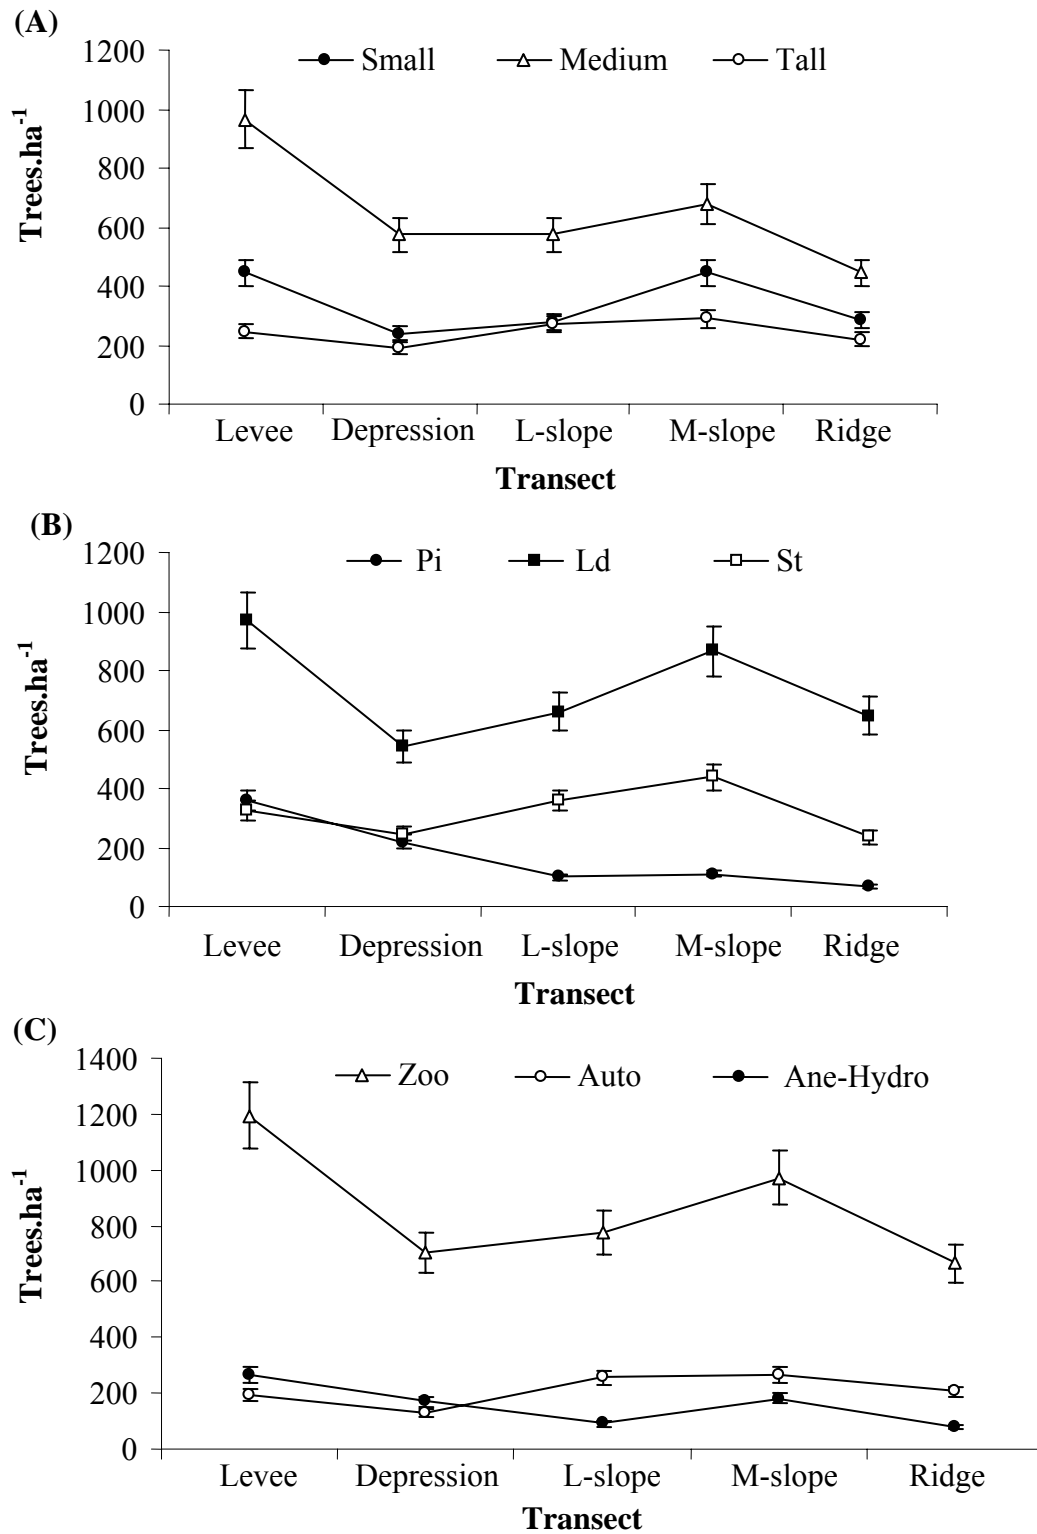 (A)
1200
Small Medium Tall
1000
800
600
400
200
0
Trees.ha-1
Levee Depression L-slope M-slope Ridge
Transect
(B)
1200
Pi Ld St
1000
800
600
400
200
0
Trees.ha-1
Levee Depression L-slope M-slope Ridge
Transect
(C)
1400
Zoo Auto Ane-Hydro
1200
1000
800
600
400
200
0
Trees.ha-1
Levee Depression L-slope M-slope Ridge
Transect